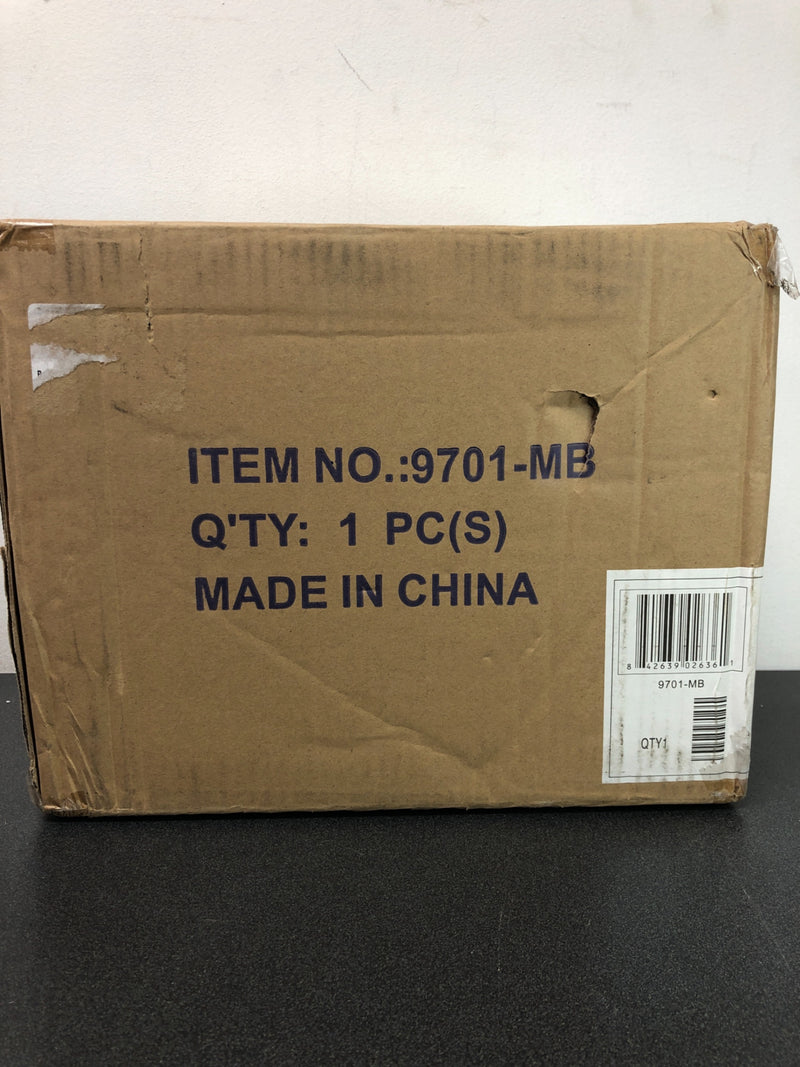 ITEM NO.:9701-MB
Q'TY: 1 PC(S)
MADE IN CHINA
8 42639 02636 1
9701-MB
QTY1